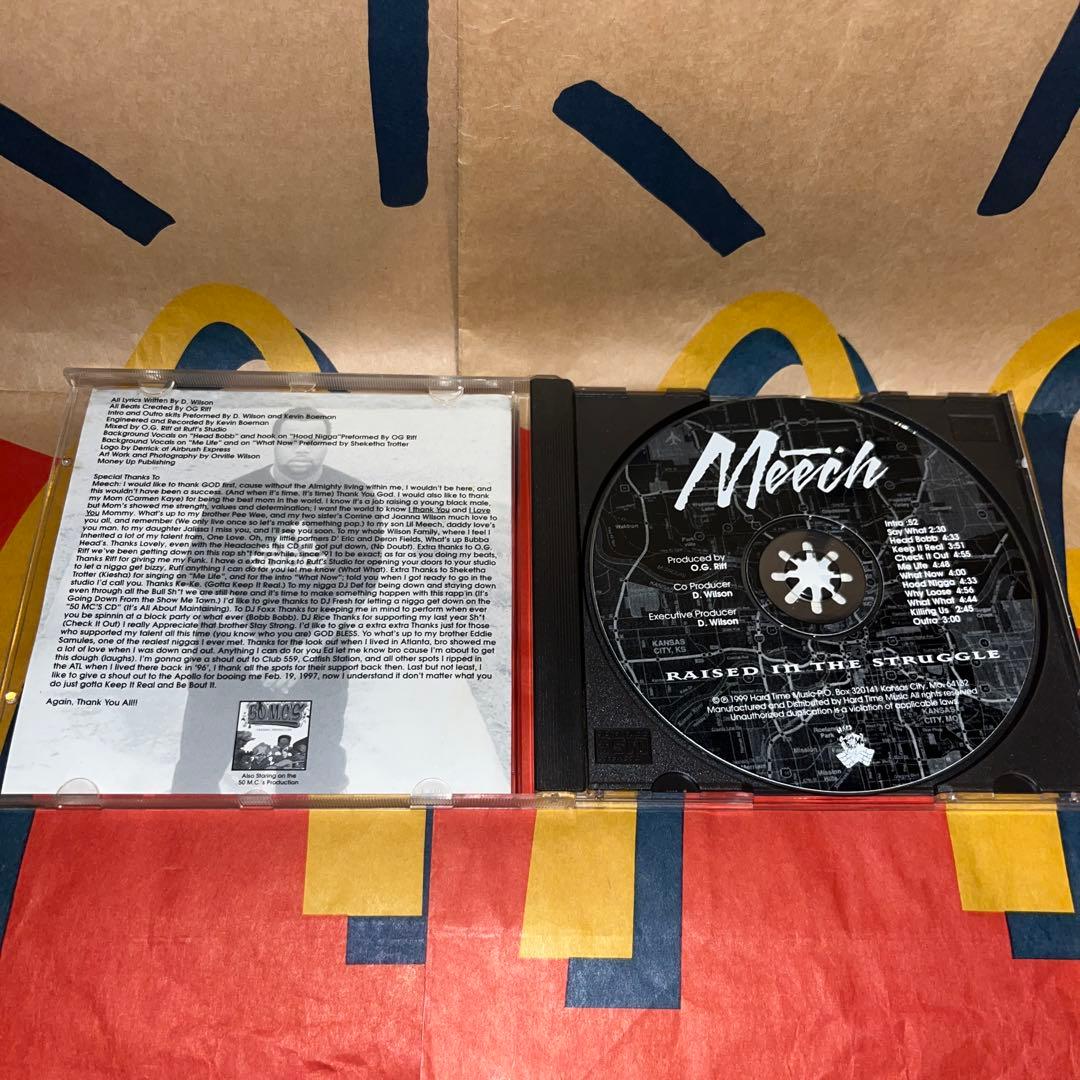 All Lyrics Written By D. Wilson
All Beats Created By OG Riff
Intro and Outro skits Preformed By D. Wilson and Kevin Boeman
Engineered and Recorded By Kevin Boeman
Mixed by O.G. Riff at Ruff's Studio
Background Vocals on "Head Bobb" and hook on "Hood Nigga"Preformed By OG Riff
Background Vocals on "Me Life" and on "What Now" Preformed by Sheketha Trotter
Logo by Derrick of Airbrush Express
Art Work and Photography by Orville Wilson
Money Up Publishing
Special Thanks To
Meech: I would like to thank GOD first, cause without the Almighty living within me, I wouldn't be here, and
this wouldn't have been a success. (And when it's time, It's time) Thank You God. I would also like to thank
my Mom (Carmen Kaye) for being the best mom in the world. I know it's a job raising a young black male
but Mom's showed me strength, values and determination; I want the world to know I thank You and I Love
You Mommy. What's up to my brother Pee Wee, and my two sister's Corrine and Joanna Wilson much love to
you all, and remember (We only live once so let's make something pop.) to my son Lil Meech, daddy love's
you man, to my daughter Jalissa I miss you, and I'll see you soon. To my whole Wilson Family, where I feel I
inherited a lot of my talent from, One Love. Oh, my little partners D' Eric and Deron Fields, What's up Bubba
Head's. Thanks Lovely, even with the Headaches this CD still got put down, (No Doubt). Extra thanks to O.G.
Riff we've been getting down on this rap sh*t for a while, since '91 to be exact; as far as you doing my beats,
Thanks Riff for giving me my Funk. I have a extra Thanks to Ruff's Studio for opening your doors to your studio
to let a nigga get bizzy, Ruff anything I can do for you let me know (What What). Extra Thanks to Sheketha
Trotter (Kiesha) for singing on "Me Life", and for the intro "What Now"; told you when I got ready to go in the
studio I'd call you. Thanks Ke-Ke, (Gotta Keep It Real.) To my nigga DJ Def for being down and staying down
even through all the Bull Sh*t we are still here and it's time to make something happen with this rapp'in (It's
Going Down From the Show Me Town.) I'd like to give thanks to DJ Fresh for letting a nigga get down on the
"50 MC'S CD" (It's All About Maintaining). To DJ Foxx Thanks for keeping me in mind to perform when ever
you be spinnin at a block party or what ever (Bobb Bobb). DJ Rice Thanks for supporting my last year Sh*t
(Check It Out) I really Appreciate that brother Stay Strong. I'd like to give a extra extra Thanks just for those
who supported my talent all this time (you know who you are) GOD BLESS. Yo what's up to my brother Eddie
Samules, one of the realest niggas I ever met. Thanks for the look out when I lived in Atlanta, bro showed me
a lot of love when I was down and out. Anything I can do for you Ed let me know bro cause I'm about to get
this dough (laughs). I'm gonna give a shout out to Club 559, Catfish Station, and all other spots I ripped in
the ATL when I lived there back in '96', I thank all the spots for their support back then. Last but not least, I
like to give a shout out to the Apollo for booing me Feb. 19, 1997, now I understand it don't matter what you
do just gotta Keep It Real and Be Bout It.
Again, Thank You All!!
50 M.C.'S
Also Staring on the
50 M.C.'s Production
Meech
Produced by
O.G. Riff
Co Producer
D. Wilson
Executive Producer
D. Wilson
Intro :52
Say What 2:30
Head Bobb 4:33
Keep It Real 3:51
Check It Out 4:55
Me Life 4:48
What Now 4:00
Hood Nigga 4:33
Why Loose 4:56
What What 4:44
Killing Us 2:45
Outro 3:00
KANSAS
CITY, KS
RAISED IN THE STRUGGLE
© ℗ 1999 Hard Time Music-P.O. Box 320141 Kansas City, Mo. 64132
Manufactured and Distributed by Hard Time Music All rights reserved
Unauthorized duplication is a violation of applicable laws
KANSAS
CITY, MO
Roeland
Park
Mission
Mission
Hills